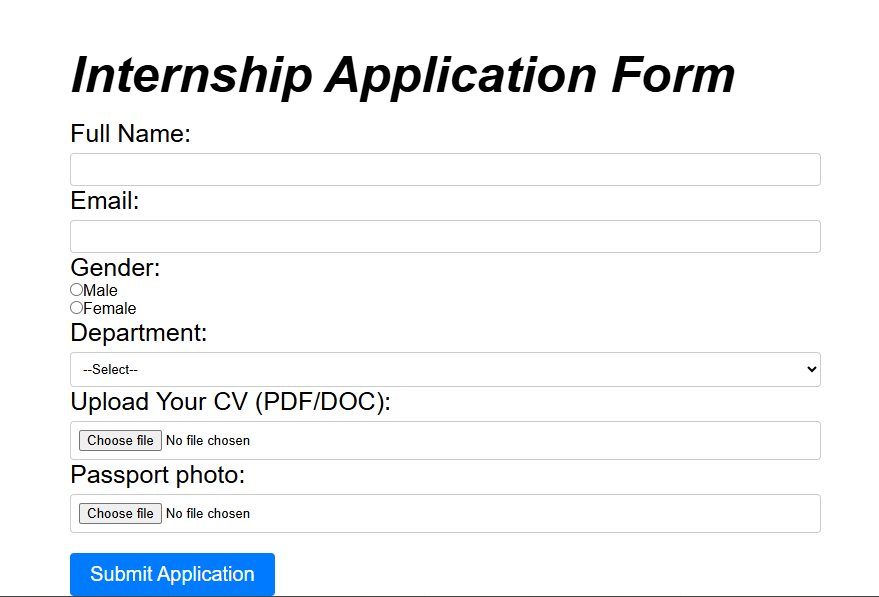 Internship Application Form
Full Name:
Email:
Gender:
Male
Female
Department:
--Select--
Upload Your CV (PDF/DOC):
Choose file No file chosen
Passport photo:
Choose file No file chosen
Submit Application